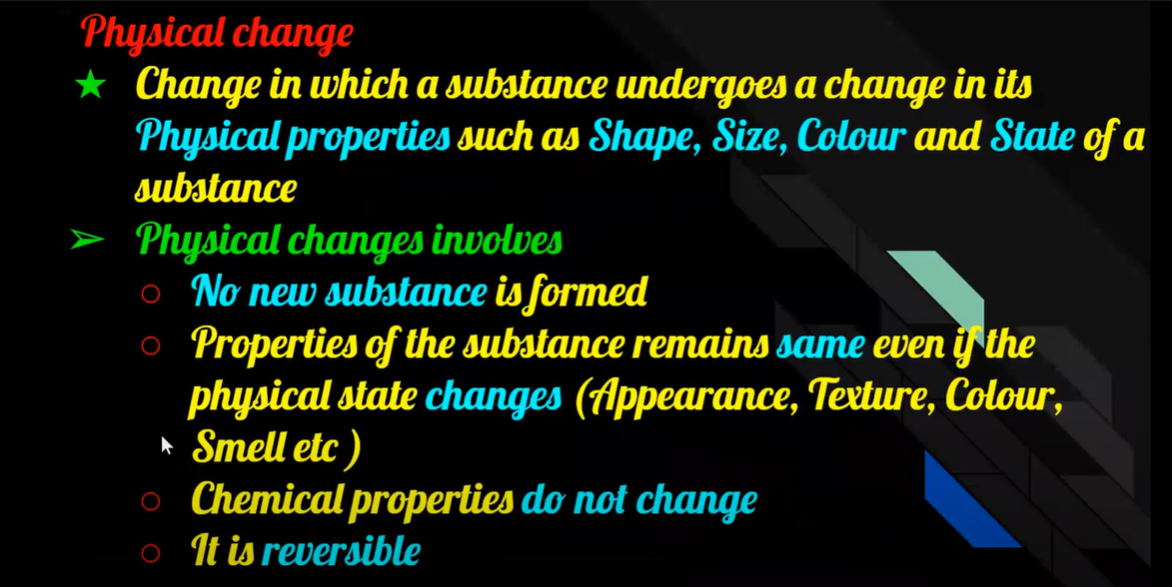 Physical change
★ Change in which a substance undergoes a change in its
Physical properties such as Shape, Size, Colour and State of a
substance
➢ Physical changes involves
○ No new substance is formed
○ Properties of the substance remains same even if the
physical state changes (Appearance, Texture, Colour,
Smell etc )
○ Chemical properties do not change
○ It is reversible